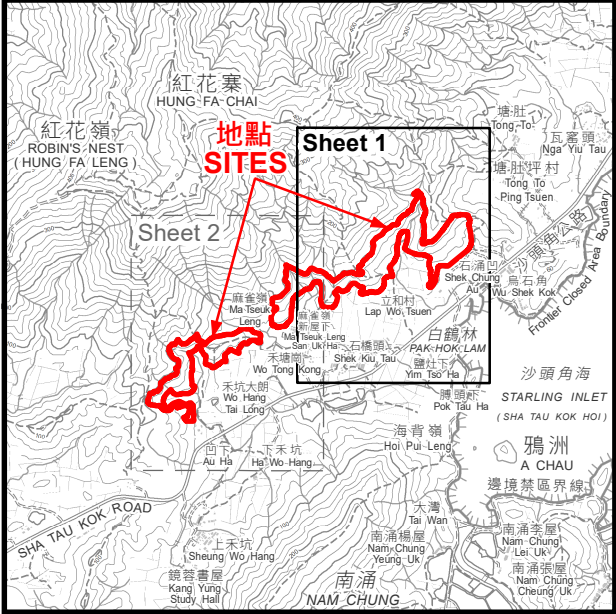 紅花寨
HUNG FA CHAI
紅花嶺
ROBIN'S NEST
(HUNG FA LENG)
地點
SITES
Sheet 1
塘肚
Tong To
瓦窰頭
Nga Yiu Tau
塘肚坪村
Tong To
Ping Tsuen
Sheet 2
沙頭角公路
石涌凹
Shek Chung
Au
烏石角
Wu Shek Kok
Frontier Closed Area Boundary
麻雀嶺
Ma Tseuk
Leng
麻雀嶺
新屋下
Ma Tseuk Leng
San Uk Ha
立和村
Lap Wo Tsuen
白鶴林
PAK HOK LAM
石橋頭
Shek Kiu Tau
禾塘崗
Wo Tong Kong
鹽灶下
Yim Tso Ha
沙頭角海
STARLING INLET
(SHA TAU KOK HOI)
禾坑大朗
Wo Hang
Tai Long
膊頭下
Pok Tau Ha
海背嶺
Hoi Pui Leng
鴉洲
A CHAU
邊境禁區界線
凹下
Au Ha
下禾坑
Ha Wo Hang
SHA TAU KOK ROAD
上禾坑
Sheung Wo Hang
鏡蓉書屋
Kang Yung
Study Hall
大灣
Tai Wan
南涌楊屋
Nam Chung
Yeung Uk
南涌李屋
Nam Chung
Lei Uk
南涌張屋
Nam Chung
Cheung Uk
南涌
NAM CHUNG